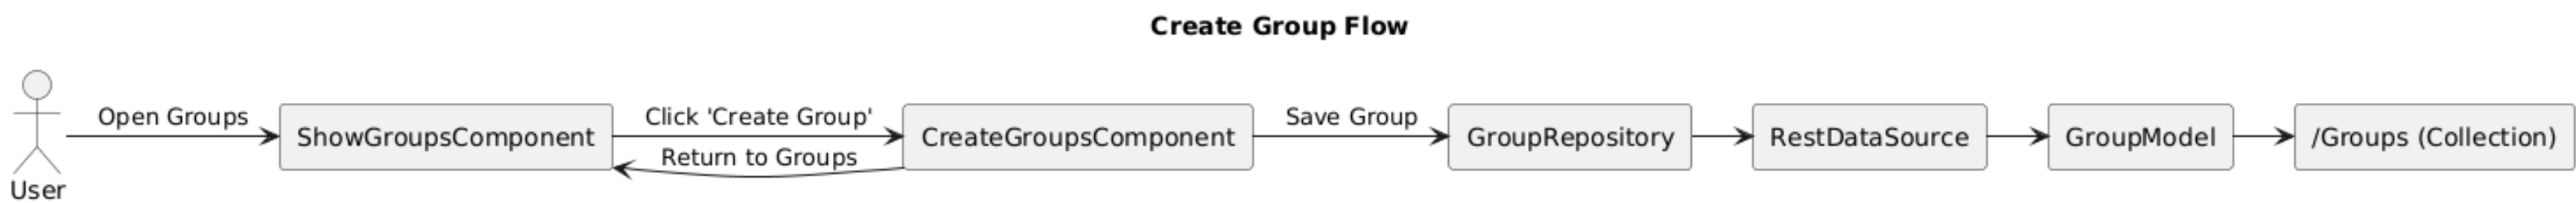 Create Group Flow
Open Groups
Click 'Create Group'
Save Group
ShowGroupsComponent
CreateGroupsComponent
GroupRepository
RestDataSource
GroupModel
/Groups (Collection)
Return to Groups
User